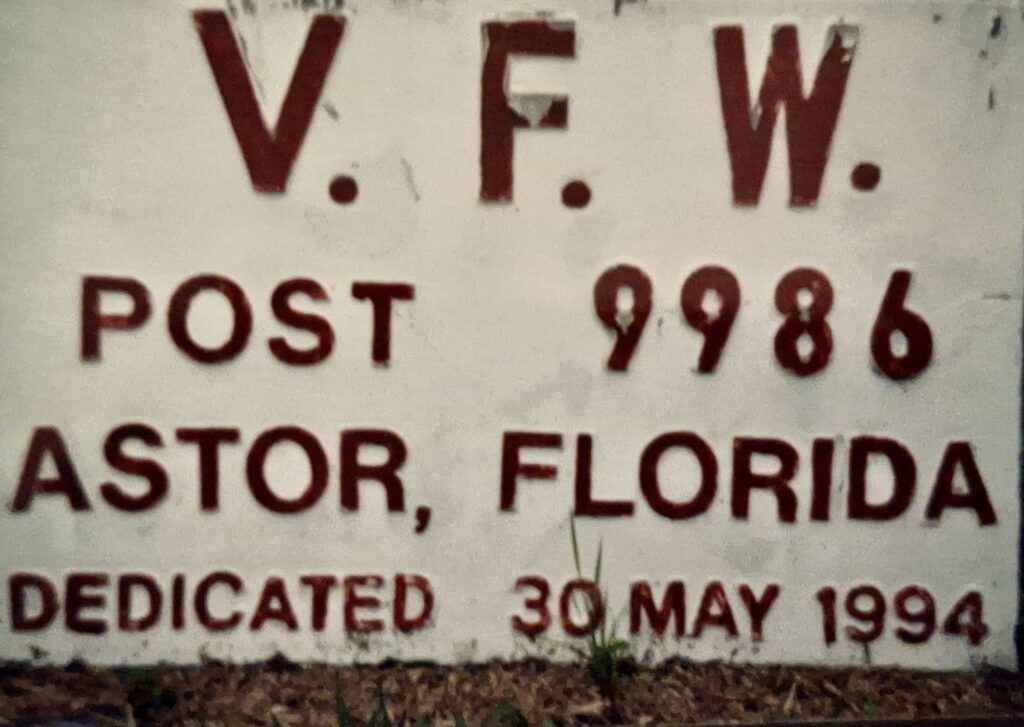 V. F. W.
POST 9986
ASTOR, FLORIDA
DEDICATED 30 MAY 1994